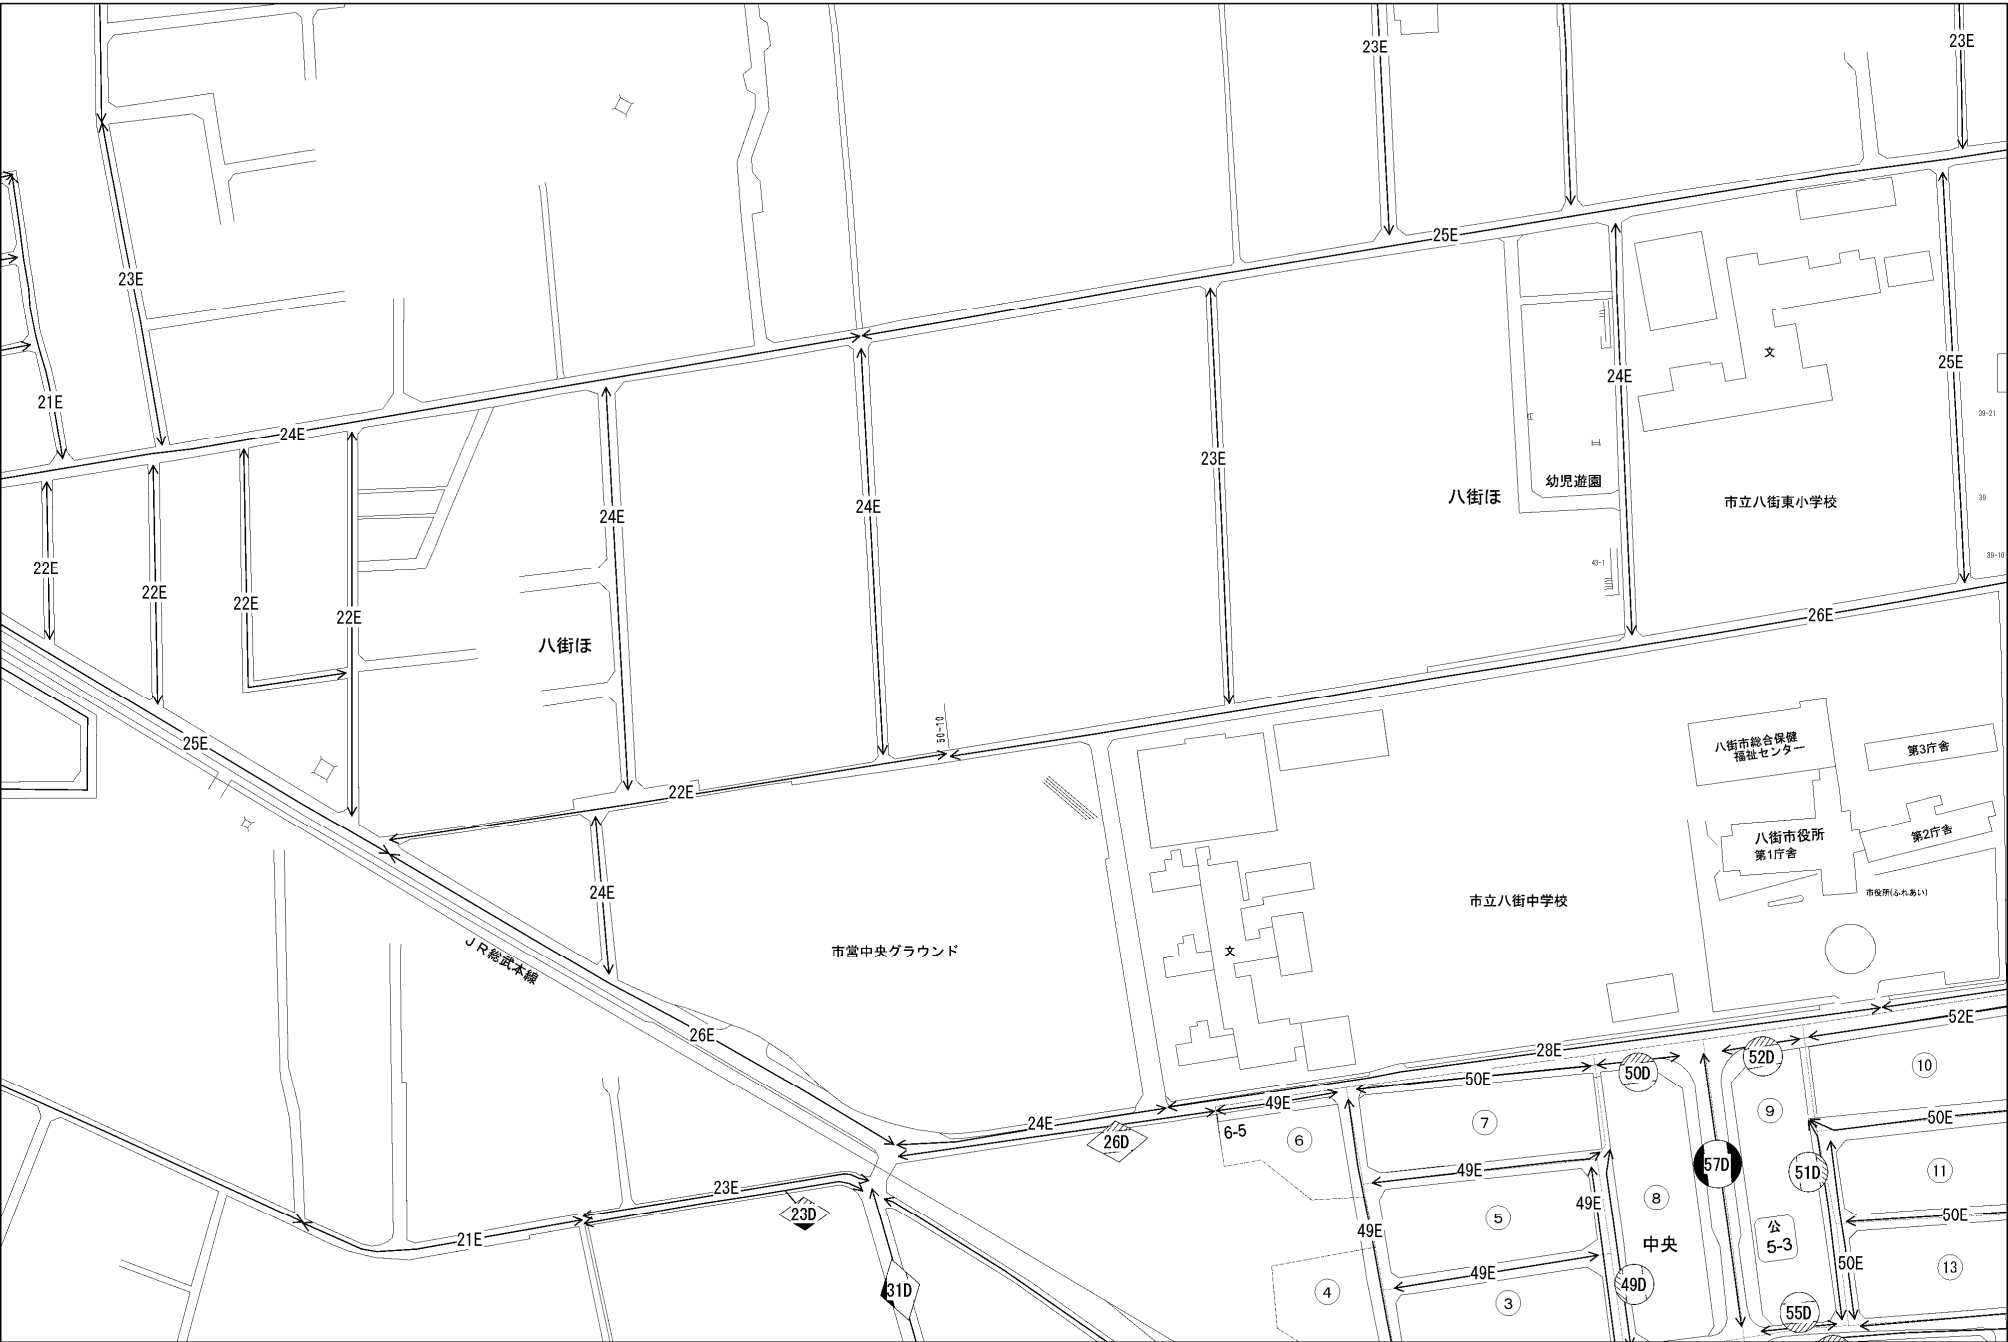 23E
23E
25E
23E
24E
25E
21E
24E
23E
24E
24E
22E
22E
22E
22E
八街ほ
八街ほ
幼児遊園
市立八街東小学校
39-21
39
39-10
43-1
文
26E
25E
50-10
22E
24E
八街市総合保健
福祉センター
第3庁舎
八街市役所
第1庁舎
第2庁舎
市役所(ふれあい)
市立八街中学校
文
市営中央グラウンド
JR総武本線
26E
28E
52E
52D
50D
50E
49E
24E
26D
6-5
6
7
9
10
50E
49E
57D
51D
11
23E
23D
21E
31D
49E
49E
5
8
50E
公
5-3
中央
50E
13
49E
49D
4
3
55D